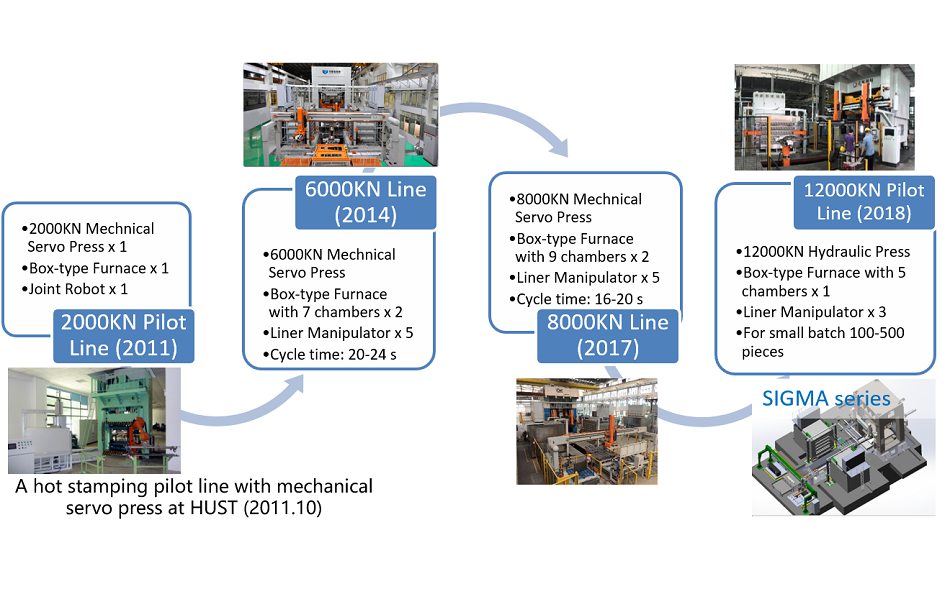 •2000KN Mechnical
Servo Press x 1
•Box-type Furnace x 1
•Joint Robot x 1
2000KN Pilot
Line (2011)
A hot stamping pilot line with mechanical
servo press at HUST (2011.10)
6000KN Line
(2014)
•6000KN Mechnical
Servo Press
•Box-type Furnace
with 7 chambers x 2
•Liner Manipulator x 5
•Cycle time: 20-24 s
•8000KN Mechnical
Servo Press
•Box-type Furnace
with 9 chambers x 2
•Liner Manipulator x 5
•Cycle time: 16-20 s
8000KN Line
(2017)
12000KN Pilot
Line (2018)
•12000KN Hydraulic Press
•Box-type Furnace with 5
chambers x 1
•Liner Manipulator x 3
•For small batch 100-500
pieces
SIGMA series